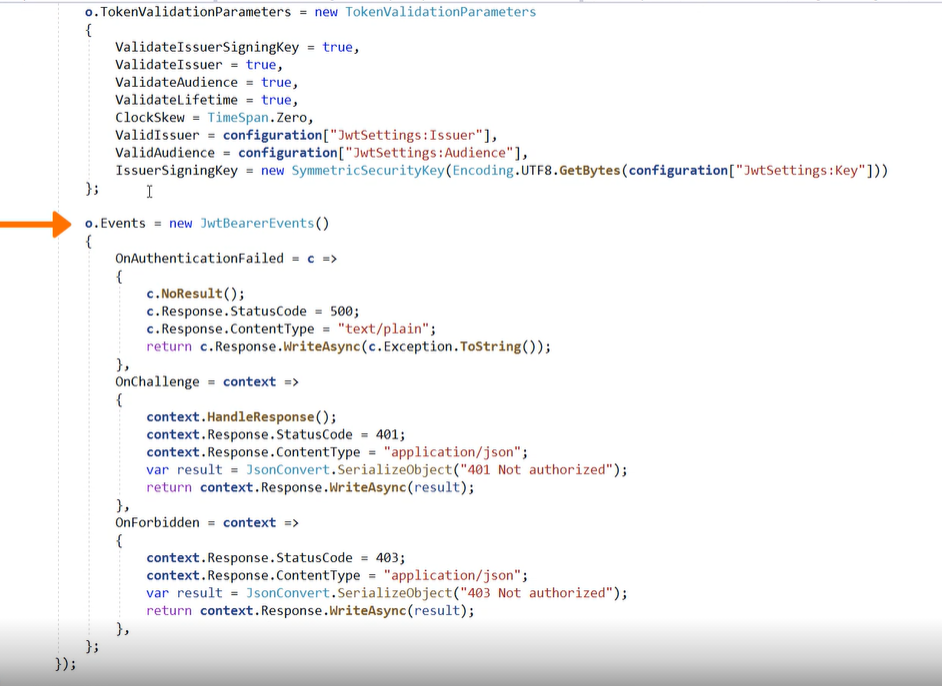 o.TokenValidationParameters = new TokenValidationParameters
{
ValidateIssuerSigningKey = true,
ValidateIssuer = true,
ValidateAudience = true,
ValidateLifetime = true,
ClockSkew = TimeSpan.Zero,
ValidIssuer = configuration["JwtSettings:Issuer"],
ValidAudience = configuration["JwtSettings:Audience"],
IssuerSigningKey = new SymmetricSecurityKey(Encoding.UTF8.GetBytes(configuration["JwtSettings:Key"]))
};
o.Events = new JwtBearerEvents()
{
OnAuthenticationFailed = c =>
{
c.NoResult();
c.Response.StatusCode = 500;
c.Response.ContentType = "text/plain";
return c.Response.WriteAsync(c.Exception.ToString());
},
OnChallenge = context =>
{
context.HandleResponse();
context.Response.StatusCode = 401;
context.Response.ContentType = "application/json";
var result = JsonConvert.SerializeObject("401 Not authorized");
return context.Response.WriteAsync(result);
},
OnForbidden = context =>
{
context.Response.StatusCode = 403;
context.Response.ContentType = "application/json";
var result = JsonConvert.SerializeObject("403 Not authorized");
return context.Response.WriteAsync(result);
},
};
});